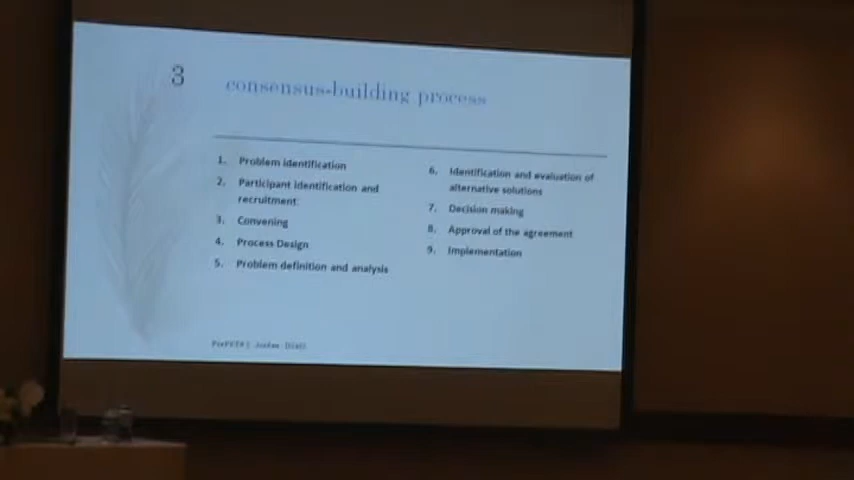 3
consensus-building process
1. Problem identification
2. Participant identification and
recruitment
3. Convening
4. Process Design
5. Problem definition and analysis
6. Identification and evaluation of
alternative solutions
7. Decision making
8. Approval of the agreement
9. Implementation